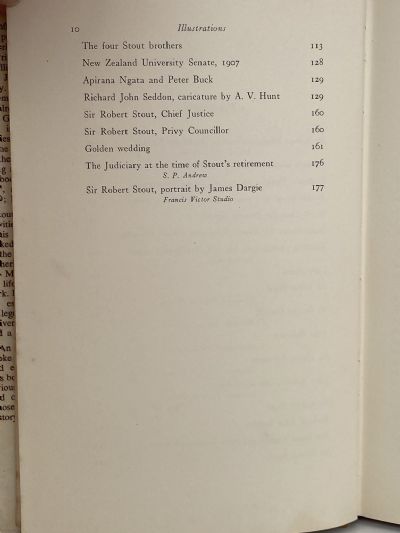 10 Illustrations
The four Stout brothers 113
New Zealand University Senate, 1907 128
Apirana Ngata and Peter Buck 129
Richard John Seddon, caricature by A. V. Hunt 129
Sir Robert Stout, Chief Justice 160
Sir Robert Stout, Privy Councillor 160
Golden wedding 161
The Judiciary at the time of Stout's retirement 176
S. P. Andrew
Sir Robert Stout, portrait by James Dargie 177
Francis Victor Studio